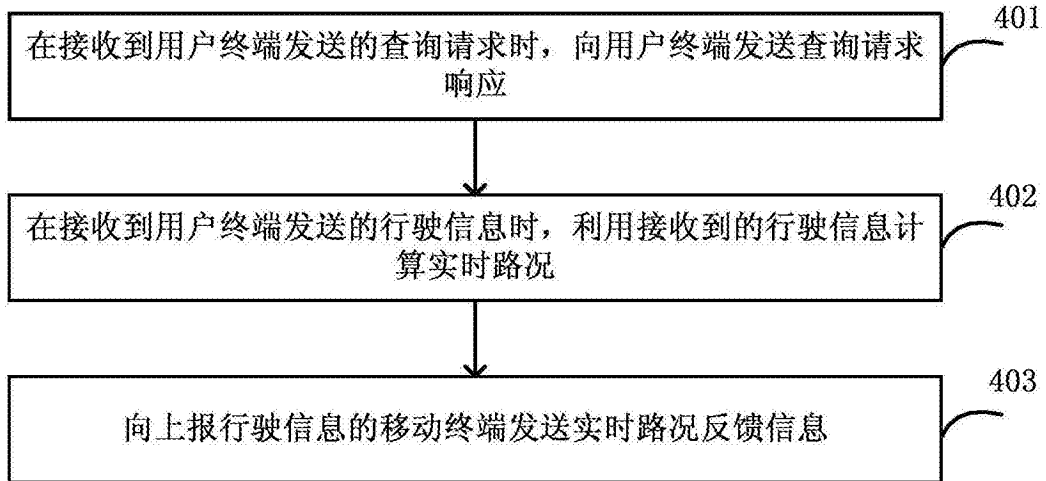 401
在接收到用户终端发送的查询请求时，向用户终端发送查询请求
响应
402
在接收到用户终端发送的行驶信息时，利用接收到的行驶信息计
算实时路况
403
向上报行驶信息的移动终端发送实时路况反馈信息